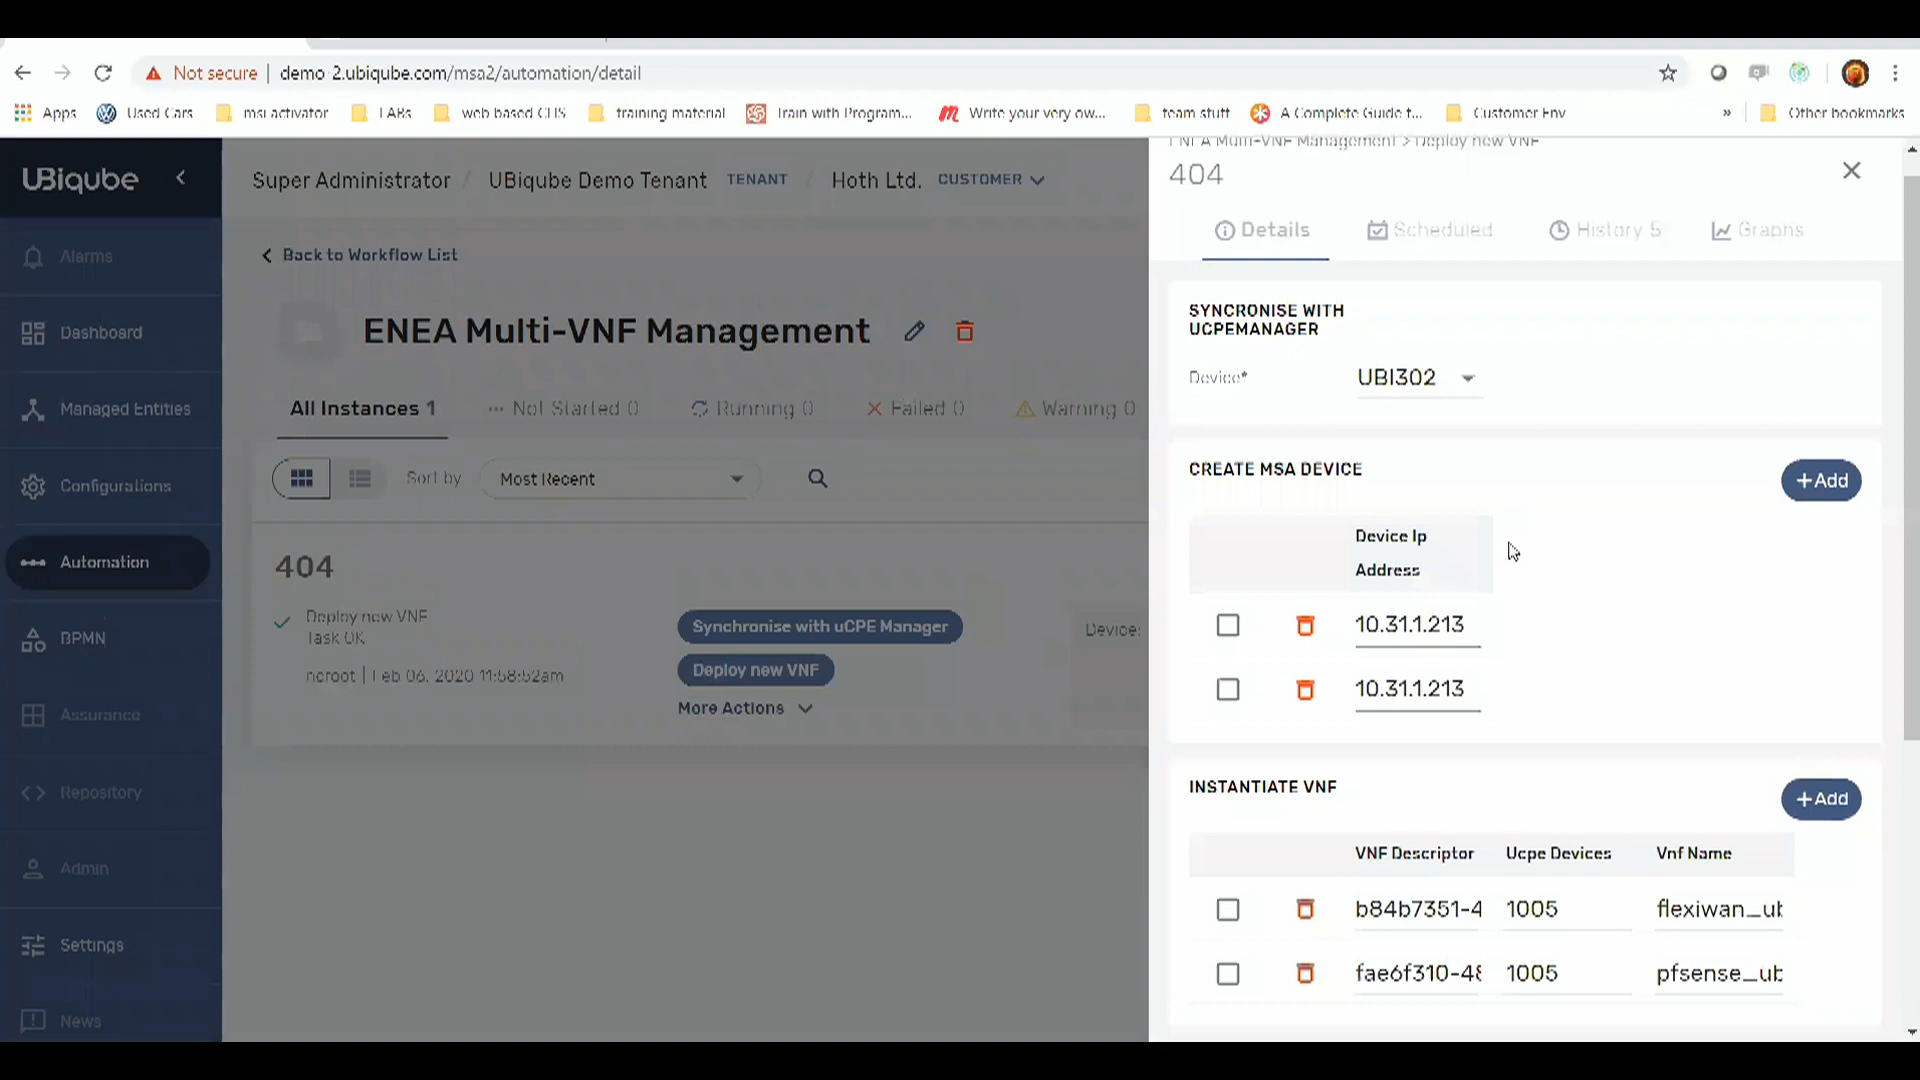 Not secure | demo-2.ubiqube.com/msa2/automation/detail
Apps Used Cars msi activator LABs web based CLIS training material Train with Program... Write your very ow... team stuff A Complete Guide t... Customer Env » Other bookmarks
UBiqube
Alarms
Dashboard
Managed Entities
Configurations
Automation
BPMN
Assurance
Repository
Admin
Settings
News
Super Administrator / UBiqube Demo Tenant TENANT / Hoth Ltd. CUSTOMER
Back to Workflow List
ENEA Multi-VNF Management
All Instances 1 Not Started 0 Running 0 Failed 0 Warning 0
Sort by Most Recent
404
Deploy new VNF
Task OK
ncroot | Feb 06, 2020 11:58:52am
Synchronise with uCPE Manager
Deploy new VNF
More Actions
Device:
ENEA Multi-VNF Management > Deploy new VNF
404
Details Scheduled History 5 Graphs
SYNCRONISE WITH
UCPEMANAGER
Device* UBI302
CREATE MSA DEVICE
+Add
Device Ip
Address
10.31.1.213
10.31.1.213
INSTANTIATE VNF
+Add
VNF Descriptor Ucpe Devices Vnf Name
b84b7351-4 1005 flexiwan_ub
fae6f310-48 1005 pfsense_ub